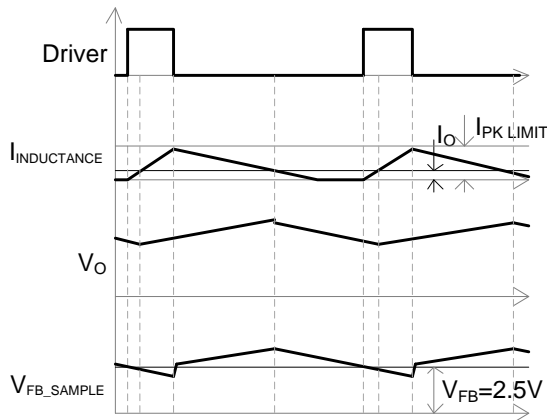 Driver
I_O
I_PK LIMIT
I_INDUCTANCE
V_O
V_FB_SAMPLE
V_FB=2.5V